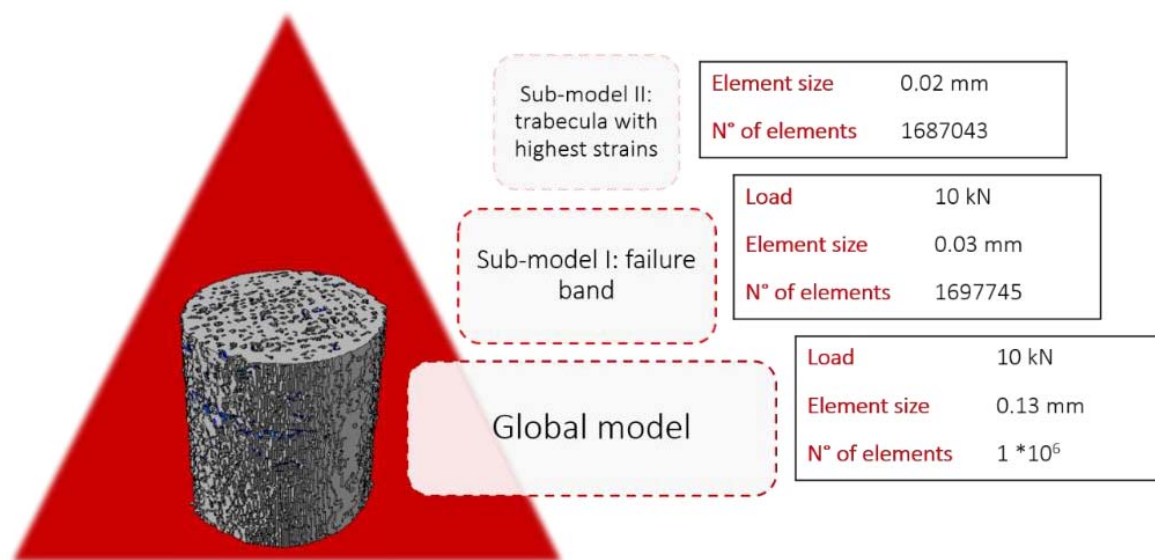 Sub-model II:
trabecula with
highest strains
Element size 0.02 mm
N° of elements 1687043
Sub-model I: failure
band
Load 10 kN
Element size 0.03 mm
N° of elements 1697745
Global model
Load 10 kN
Element size 0.13 mm
N° of elements 1 *10⁶